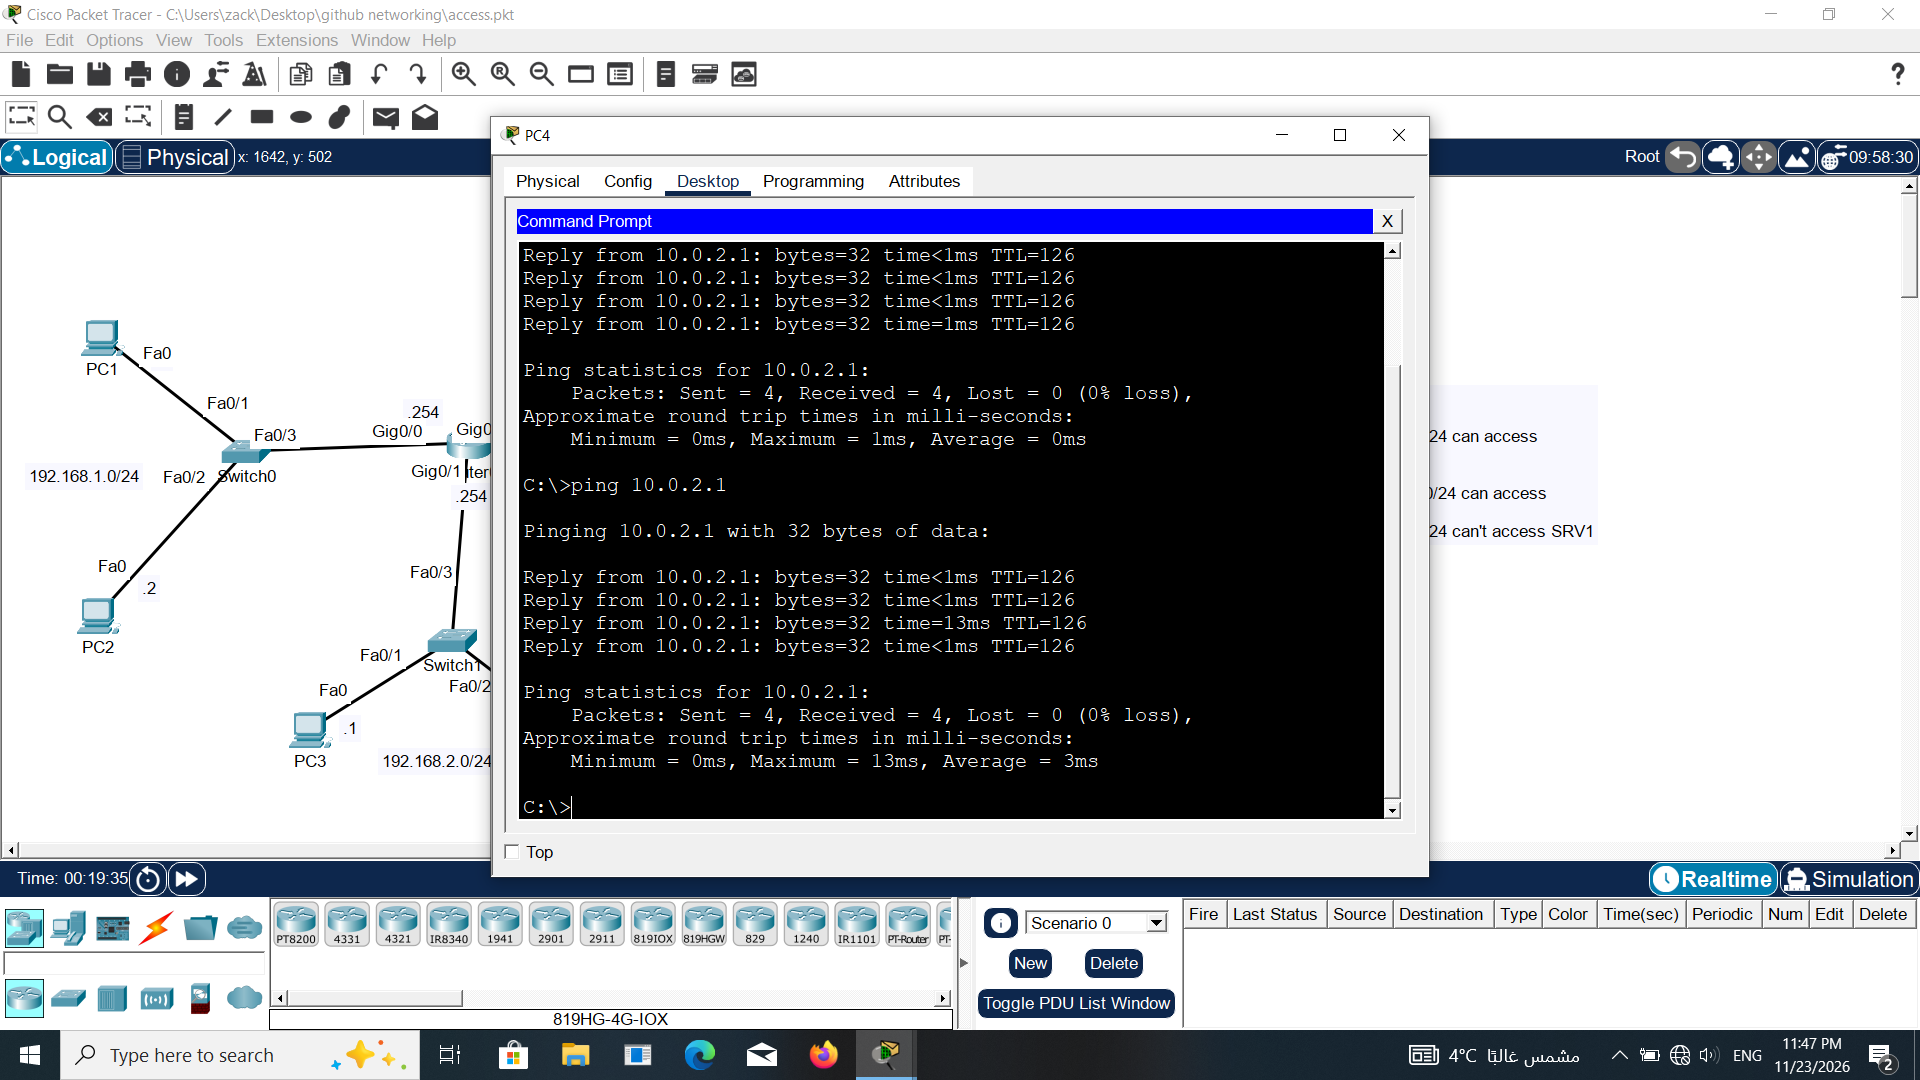 Cisco Packet Tracer - C:\Users\zack\Desktop\github networking\access.pkt
File Edit Options View Tools Extensions Window Help
Logical Physical x: 1642, y: 502
Root 09:58:30
PC4
Physical Config Desktop Programming Attributes
Command Prompt X
Reply from 10.0.2.1: bytes=32 time<1ms TTL=126
Reply from 10.0.2.1: bytes=32 time<1ms TTL=126
Reply from 10.0.2.1: bytes=32 time<1ms TTL=126
Reply from 10.0.2.1: bytes=32 time=1ms TTL=126
Ping statistics for 10.0.2.1:
Packets: Sent = 4, Received = 4, Lost = 0 (0% loss),
Approximate round trip times in milli-seconds:
Minimum = 0ms, Maximum = 1ms, Average = 0ms
C:\>ping 10.0.2.1
Pinging 10.0.2.1 with 32 bytes of data:
Reply from 10.0.2.1: bytes=32 time<1ms TTL=126
Reply from 10.0.2.1: bytes=32 time<1ms TTL=126
Reply from 10.0.2.1: bytes=32 time=13ms TTL=126
Reply from 10.0.2.1: bytes=32 time<1ms TTL=126
Ping statistics for 10.0.2.1:
Packets: Sent = 4, Received = 4, Lost = 0 (0% loss),
Approximate round trip times in milli-seconds:
Minimum = 0ms, Maximum = 13ms, Average = 3ms
C:\>
Top
Fa0
PC1
Fa0/1
.254
Fa0/3
Gig0/0
Gig0
192.168.1.0/24
Fa0/2
Switch0
Gig0/1
.254
Fa0
.2
PC2
Fa0/3
Fa0/1
Switch1
Fa0/2
Fa0
.1
PC3
192.168.2.0/24
24 can access
/24 can access
24 can't access SRV1
Time: 00:19:35
Realtime Simulation
PT8200 4331 4321 IR8340 1941 2901 2911 819IOX 819HGW 829 1240 IR1101 PT-Router PT-
819HG-4G-IOX
Scenario 0
New Delete
Toggle PDU List Window
Fire Last Status Source Destination Type Color Time(sec) Periodic Num Edit Delete
Type here to search
4°C مشمس غالبًا
ENG
11:47 PM
11/23/2026
2